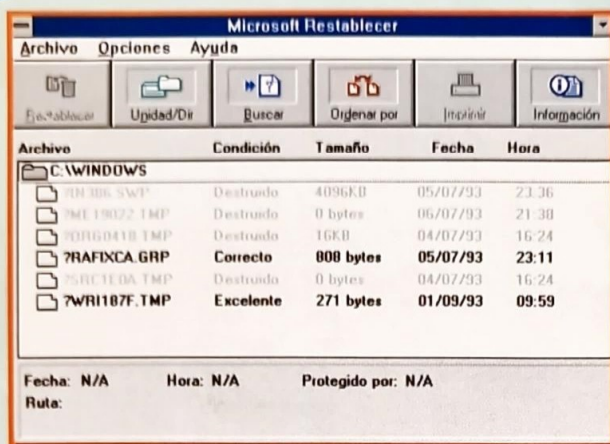 Microsoft Restablecer
Archivo Opciones Ayuda
Restablecer Unidad/Dir Buscar Ordenar por Imprimir Información
Archivo Condición Tamaño Fecha Hora
C:\WINDOWS
?IN386.SWP Destruido 4096KB 05/07/93 23:36
Destruido 0 bytes 06/07/93 21:38
Destruido 16KB 04/07/93 16:24
?RAFIXCA.GRP Correcto 808 bytes 05/07/93 23:11
Destruido 0 bytes 04/07/93 16:24
?WRI187F.TMP Excelente 271 bytes 01/09/93 09:59
Fecha: N/A Hora: N/A Protegido por: N/A
Ruta: